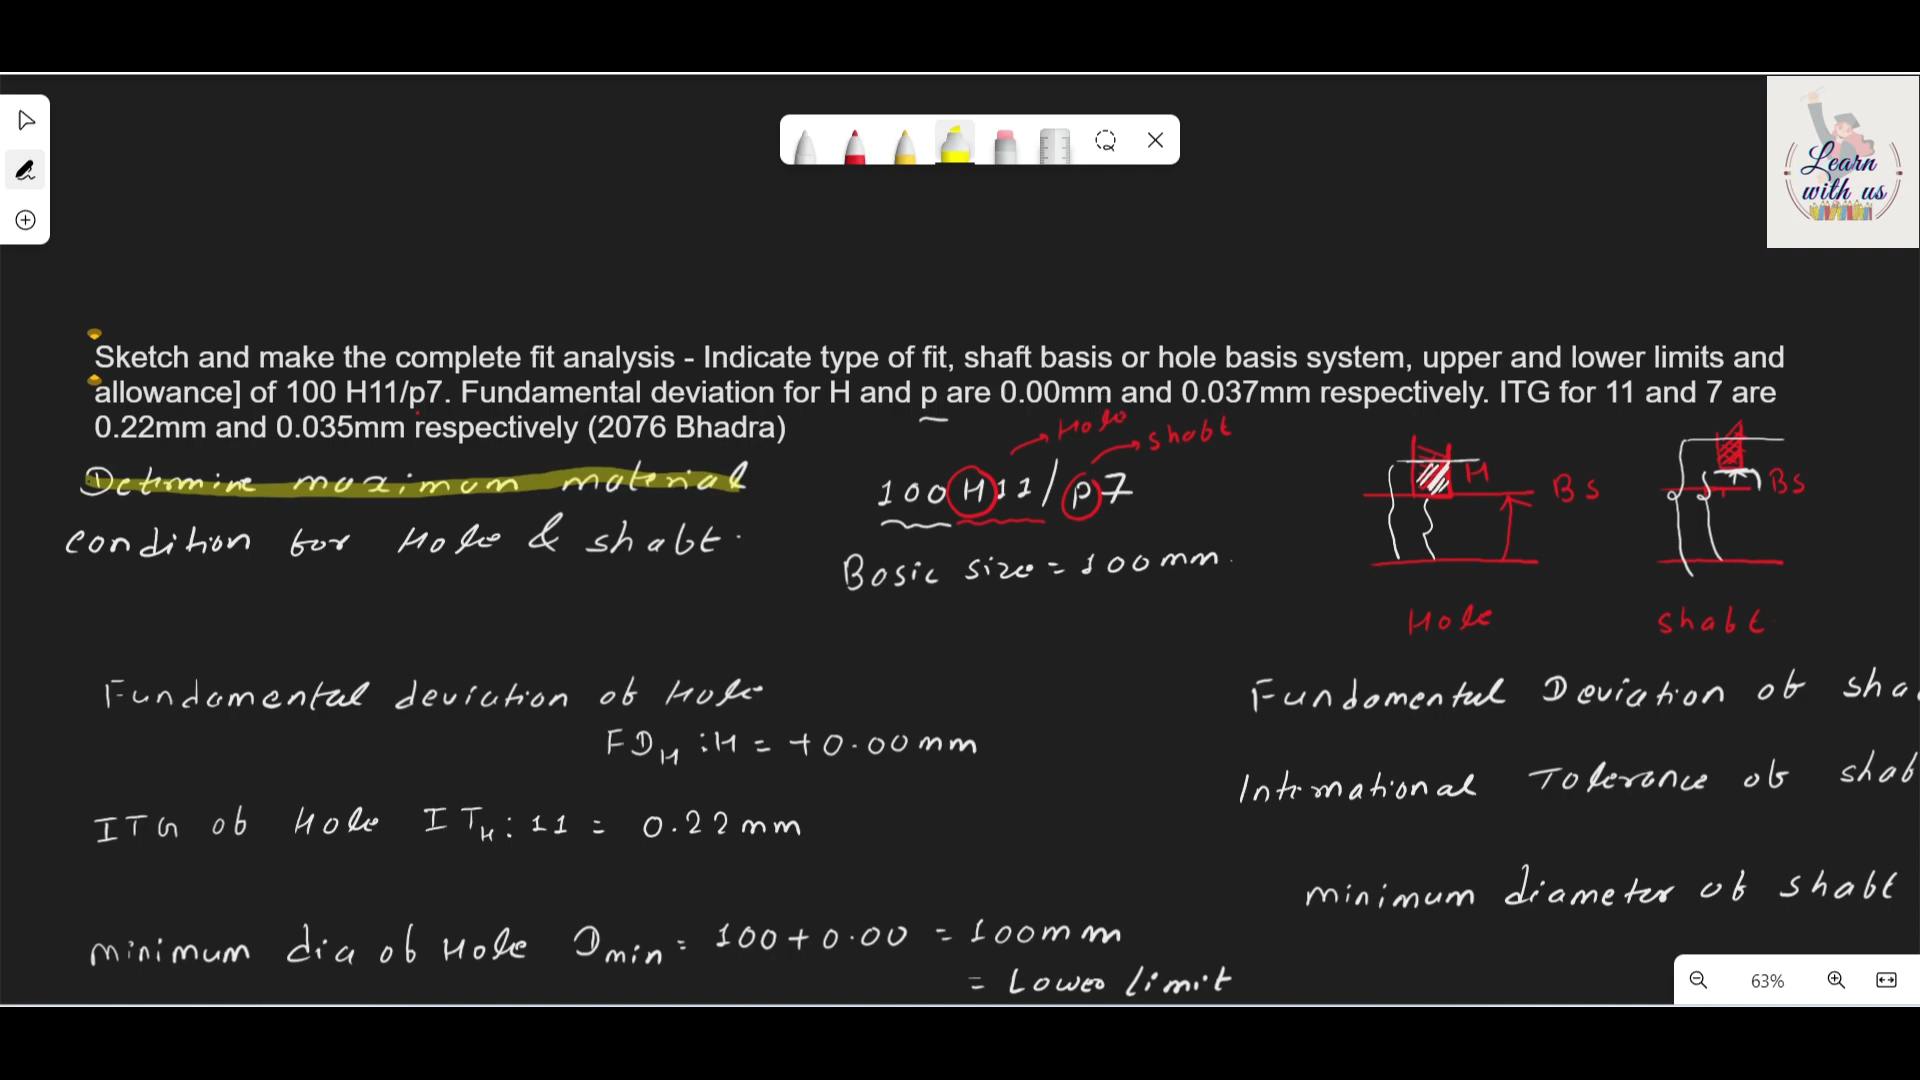 Learn
with us
Sketch and make the complete fit analysis - Indicate type of fit, shaft basis or hole basis system, upper and lower limits and
allowance] of 100 H11/p7. Fundamental deviation for H and p are 0.00mm and 0.037mm respectively. ITG for 11 and 7 are
0.22mm and 0.035mm respectively (2076 Bhadra)
Hole
shaft
Determine maximum material
condition for Hole & shaft.
100 H11/p7
Basic size = 100mm.
H
BS
BS
Hole
shaft
Fundamental deviation of Hole
FDH : H = +0.00mm
ITG of Hole ITH : 11 = 0.22mm
minimum dia of Hole Dmin = 100 + 0.00 = 100mm
= Lower limit
Fundamental Deviation of sha
International Tolerance of shaf
minimum diameter of shaft
63%